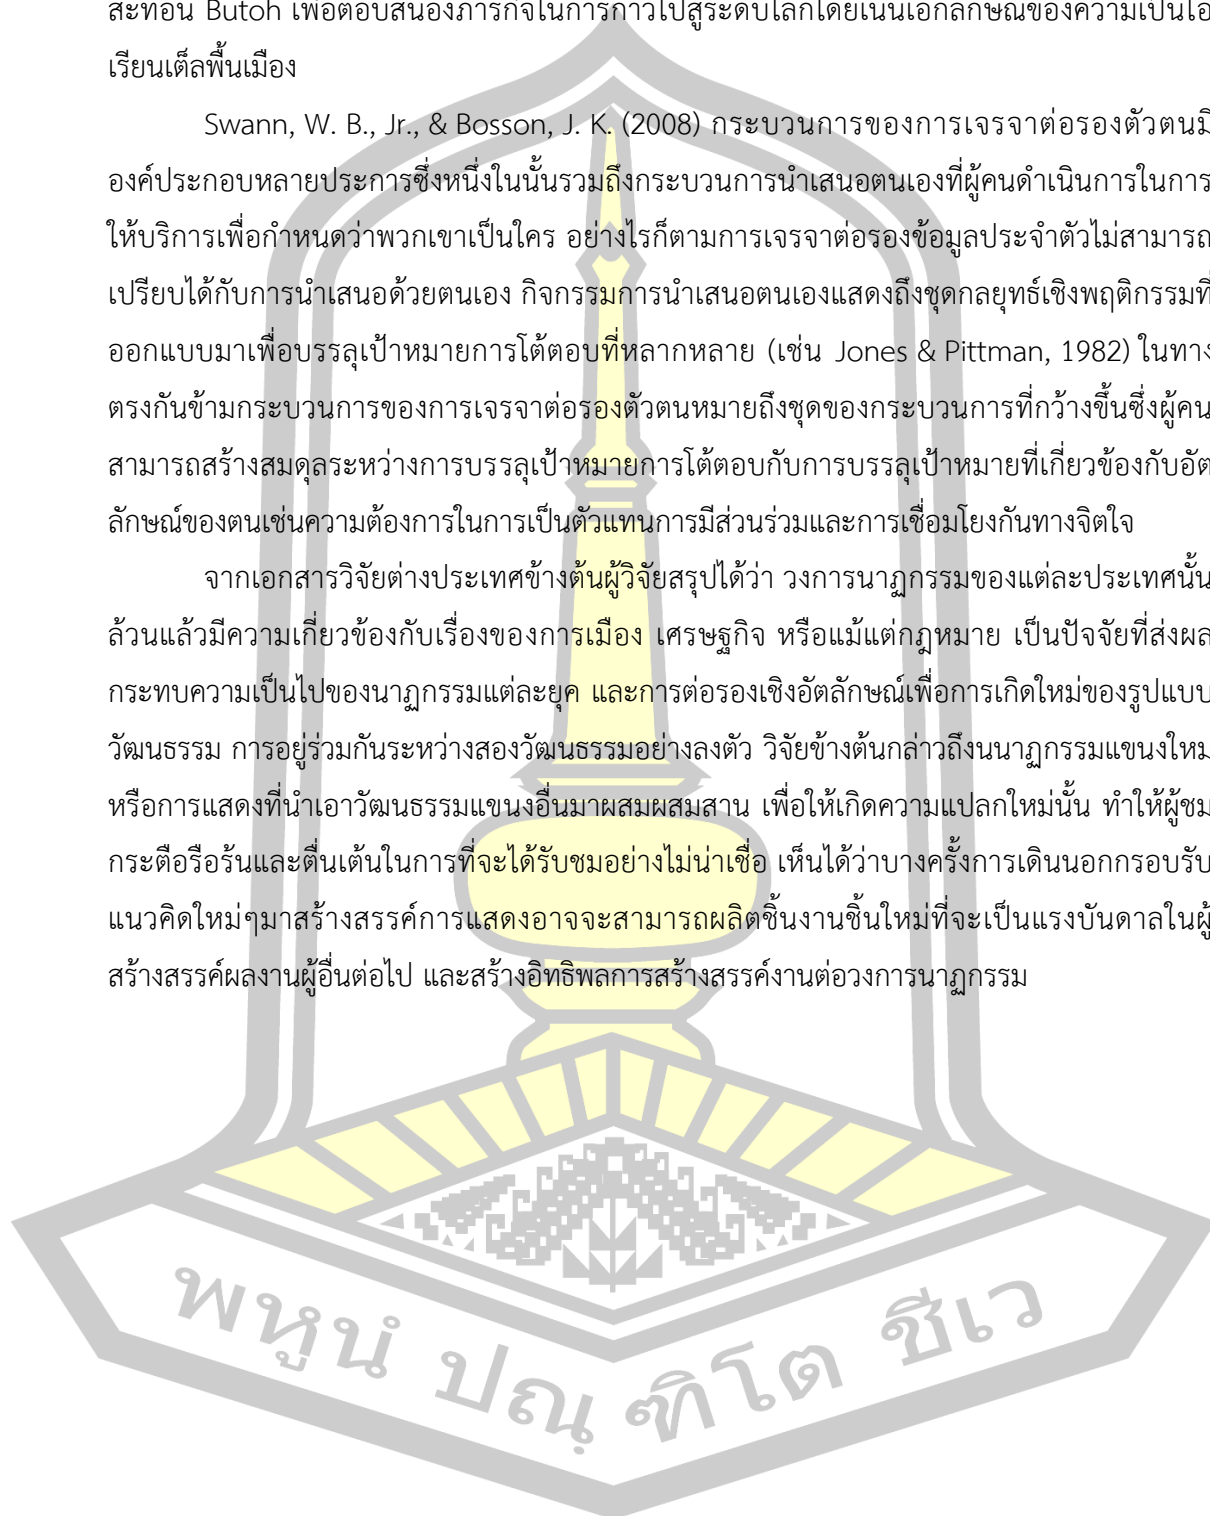 สะท้อน Butoh เพื่อตอบสนองภารกิจในการก้าวไปสู่ระดับโลกโดยเน้นเอกลักษณ์ของความเป็นโอ
เรียนเต็ลพื้นเมือง
Swann, W. B., Jr., & Bosson, J. K. (2008) กระบวนการของการเจรจาต่อรองตัวตนมี
องค์ประกอบหลายประการซึ่งหนึ่งในนั้นรวมถึงกระบวนการนำเสนอตนเองที่ผู้คนดำเนินการในการ
ให้บริการเพื่อกำหนดว่าพวกเขาเป็นใคร อย่างไรก็ตามการเจรจาต่อรองข้อมูลประจำตัวไม่สามารถ
เปรียบได้กับการนำเสนอด้วยตนเอง กิจกรรมการนำเสนอตนเองแสดงถึงชุดกลยุทธ์เชิงพฤติกรรมที่
ออกแบบมาเพื่อบรรลุเป้าหมายการโต้ตอบที่หลากหลาย (เช่น Jones & Pittman, 1982) ในทาง
ตรงกันข้ามกระบวนการของการเจรจาต่อรองตัวตนหมายถึงชุดของกระบวนการที่กว้างขึ้นซึ่งผู้คน
สามารถสร้างสมดุลระหว่างการบรรลุเป้าหมายการโต้ตอบกับการบรรลุเป้าหมายที่เกี่ยวข้องกับอัต
ลักษณ์ของตนเช่นความต้องการในการเป็นตัวแทนการมีส่วนร่วมและการเชื่อมโยงกันทางจิตใจ
จากเอกสารวิจัยต่างประเทศข้างต้นผู้วิจัยสรุปได้ว่า วงการนาฏกรรมของแต่ละประเทศนั้น
ล้วนแล้วมีความเกี่ยวข้องกับเรื่องของการเมือง เศรษฐกิจ หรือแม้แต่กฎหมาย เป็นปัจจัยที่ส่งผล
กระทบความเป็นไปของนาฏกรรมแต่ละยุค และการต่อรองเชิงอัตลักษณ์เพื่อการเกิดใหม่ของรูปแบบ
วัฒนธรรม การอยู่ร่วมกันระหว่างสองวัฒนธรรมอย่างลงตัว วิจัยข้างต้นกล่าวถึงนนาฏกรรมแขนงใหม่
หรือการแสดงที่นำเอาวัฒนธรรมแขนงอื่นมาผสมผสมสาน เพื่อให้เกิดความแปลกใหม่นั้น ทำให้ผู้ชม
กระตือรือร้นและตื่นเต้นในการที่จะได้รับชมอย่างไม่น่าเชื่อ เห็นได้ว่าบางครั้งการเดินนอกกรอบรับ
แนวคิดใหม่ๆมาสร้างสรรค์การแสดงอาจจะสามารถผลิตชิ้นงานชิ้นใหม่ที่จะเป็นแรงบันดาลในผู้
สร้างสรรค์ผลงานผู้อื่นต่อไป และสร้างอิทธิพลการสร้างสรรค์งานต่อวงการนาฏกรรม
พหูนํ ปณฺ ฑิโต ชีเว